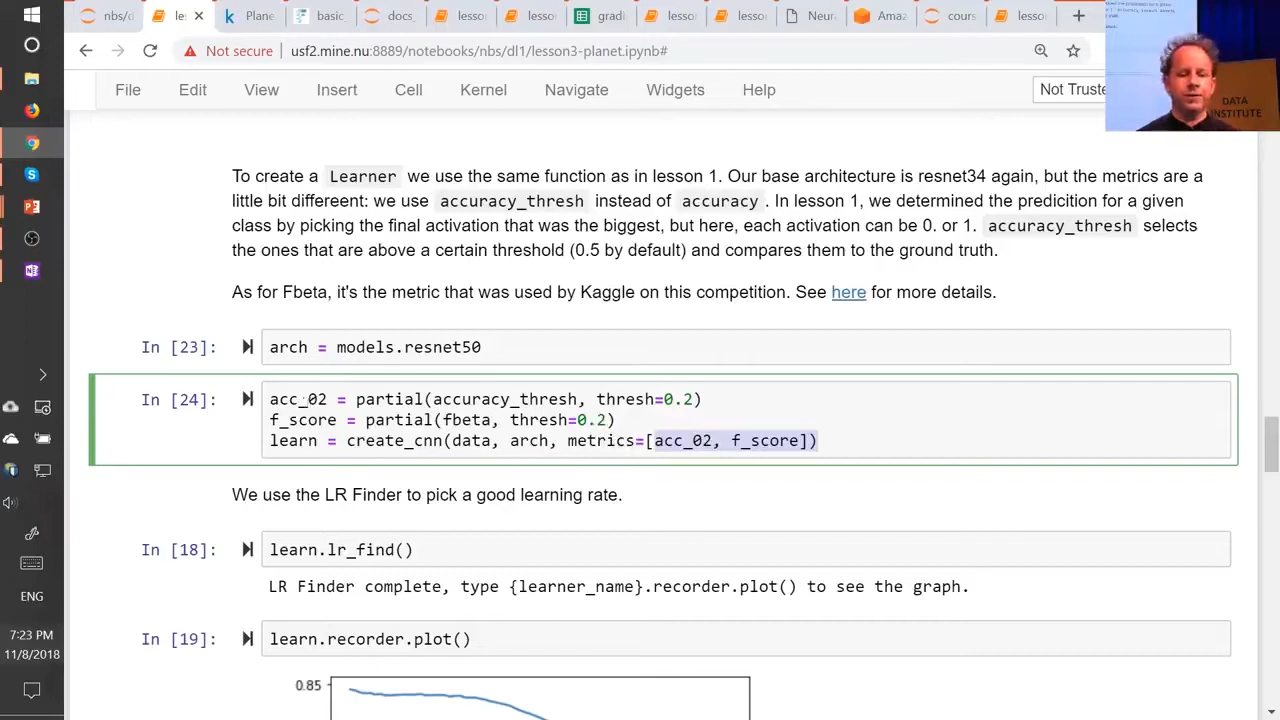 nbs/d
le
Plane
basic
docu
lesso
lesso
gradi
lesso
lesso
Neura
Amaz
cours
lesso
Not secure
usf2.mine.nu:8889/notebooks/nbs/dl1/lesson3-planet.ipynb#
File
Edit
View
Insert
Cell
Kernel
Navigate
Widgets
Help
Not Truste
DATA
INSTITUTE
To create a Learner we use the same function as in lesson 1. Our base architecture is resnet34 again, but the metrics are a
little bit differeent: we use accuracy_thresh instead of accuracy . In lesson 1, we determined the predicition for a given
class by picking the final activation that was the biggest, but here, each activation can be 0. or 1. accuracy_thresh selects
the ones that are above a certain threshold (0.5 by default) and compares them to the ground truth.
As for Fbeta, it's the metric that was used by Kaggle on this competition. See here for more details.
In [23]: arch = models.resnet50
In [24]: acc_02 = partial(accuracy_thresh, thresh=0.2)
f_score = partial(fbeta, thresh=0.2)
learn = create_cnn(data, arch, metrics=[acc_02, f_score])
We use the LR Finder to pick a good learning rate.
In [18]: learn.lr_find()
LR Finder complete, type {learner_name}.recorder.plot() to see the graph.
In [19]: learn.recorder.plot()
0.85
ENG
7:23 PM
11/8/2018